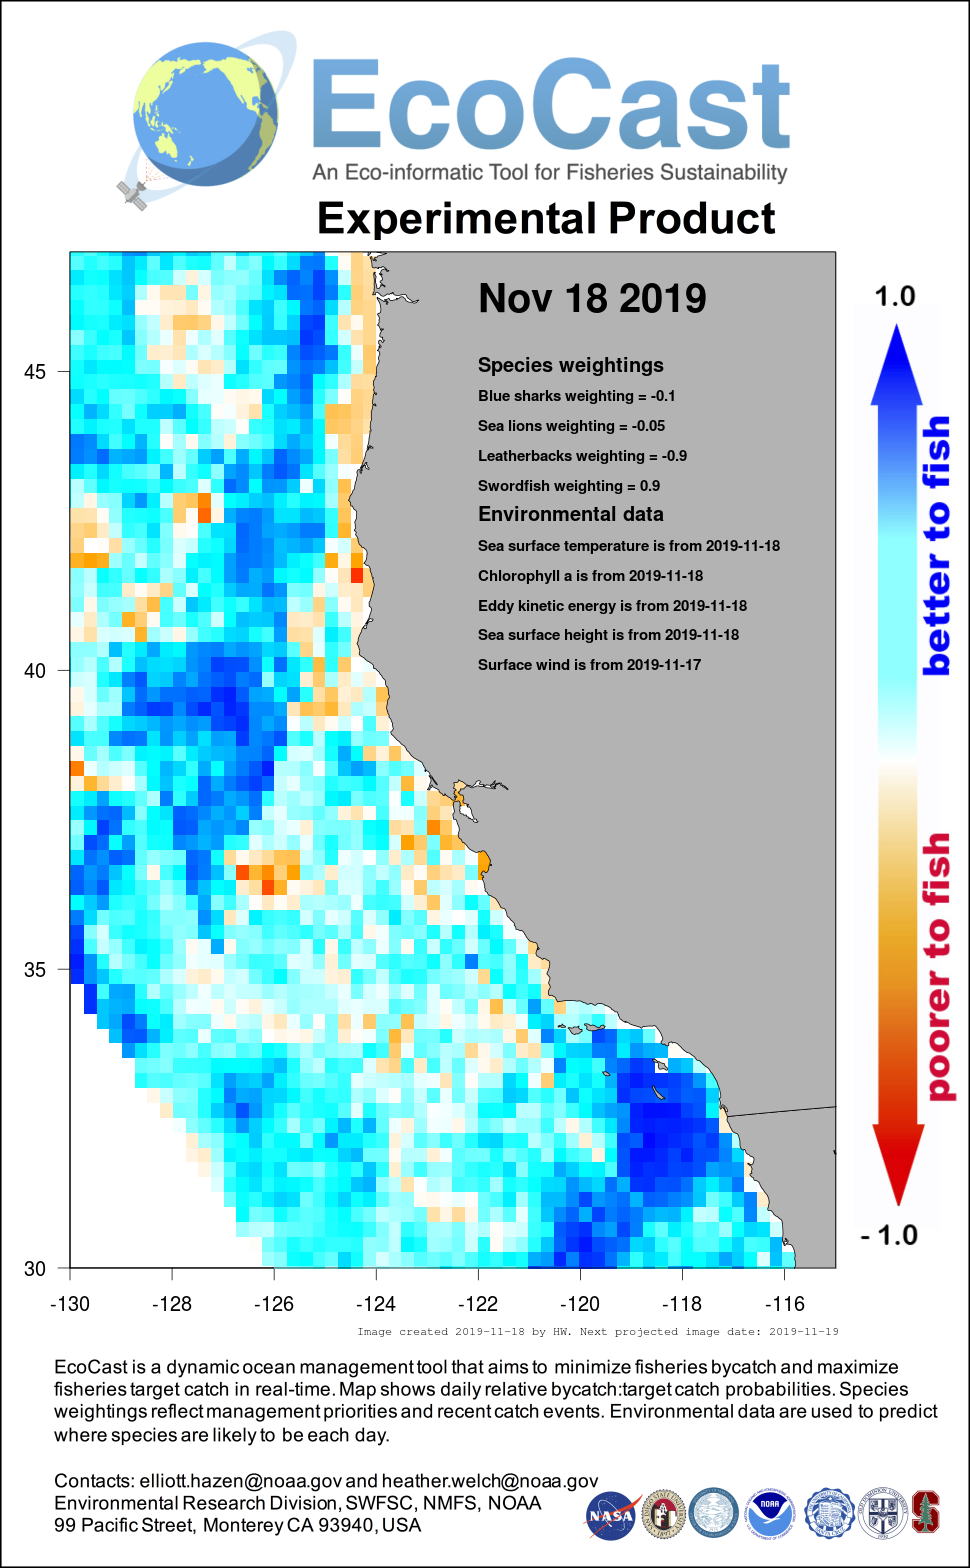 EcoCast
An Eco-informatic Tool for Fisheries Sustainability
Experimental Product
Nov 18 2019
Species weightings
Blue sharks weighting = -0.1
Sea lions weighting = -0.05
Leatherbacks weighting = -0.9
Swordfish weighting = 0.9
Environmental data
Sea surface temperature is from 2019-11-18
Chlorophyll a is from 2019-11-18
Eddy kinetic energy is from 2019-11-18
Sea surface height is from 2019-11-18
Surface wind is from 2019-11-17
1.0
better to fish
poorer to fish
- 1.0
45
40
35
30
-130 -128 -126 -124 -122 -120 -118 -116
Image created 2019-11-18 by HW. Next projected image date: 2019-11-19
EcoCast is a dynamic ocean management tool that aims to minimize fisheries bycatch and maximize
fisheries target catch in real-time. Map shows daily relative bycatch:target catch probabilities. Species
weightings reflect management priorities and recent catch events. Environmental data are used to predict
where species are likely to be each day.
Contacts: elliott.hazen@noaa.gov and heather.welch@noaa.gov
Environmental Research Division, SWFSC, NMFS, NOAA
99 Pacific Street, Monterey CA 93940, USA
NASA
NOAA
S